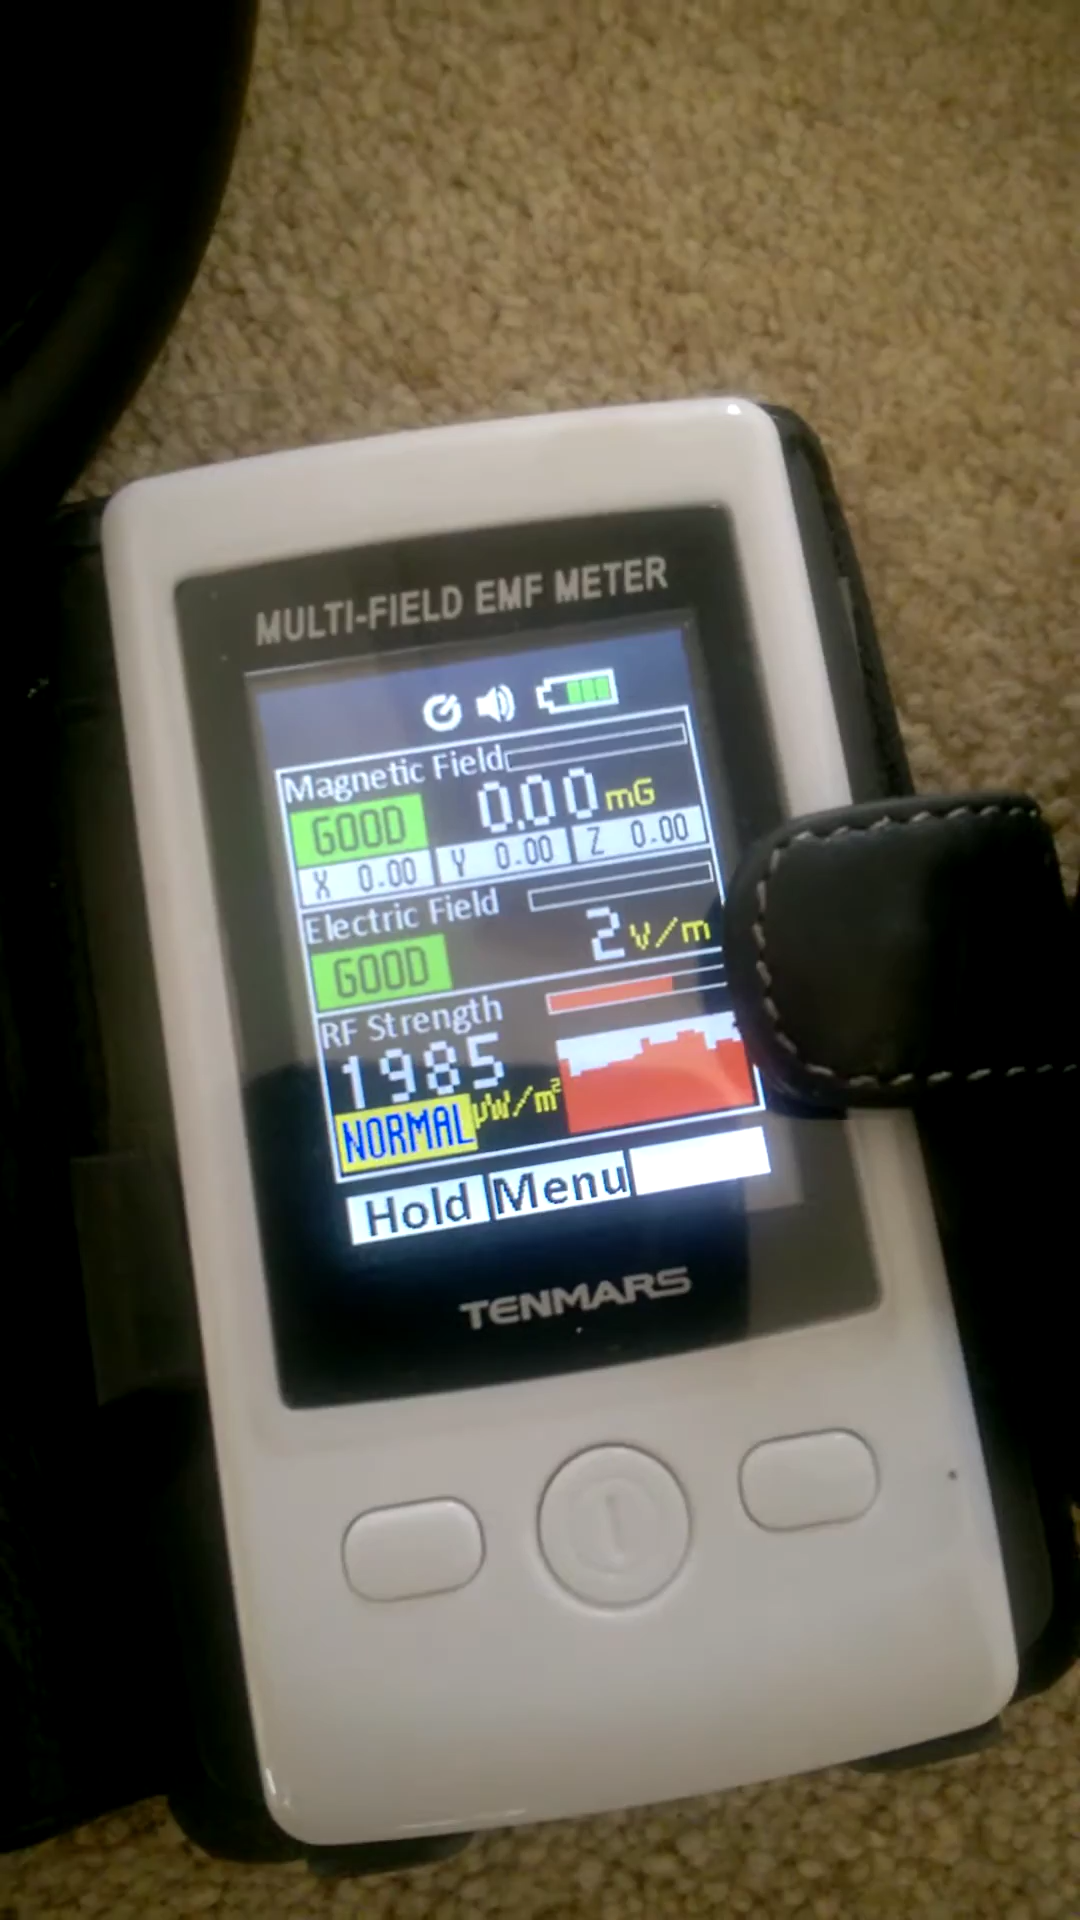 MULTI-FIELD EMF METER
Magnetic Field
GOOD 0.00 mG
X 0.00 Y 0.00 Z 0.00
Electric Field
GOOD 2 V/m
RF Strength
1985
NORMAL µW/m²
Hold Menu
TENMARS